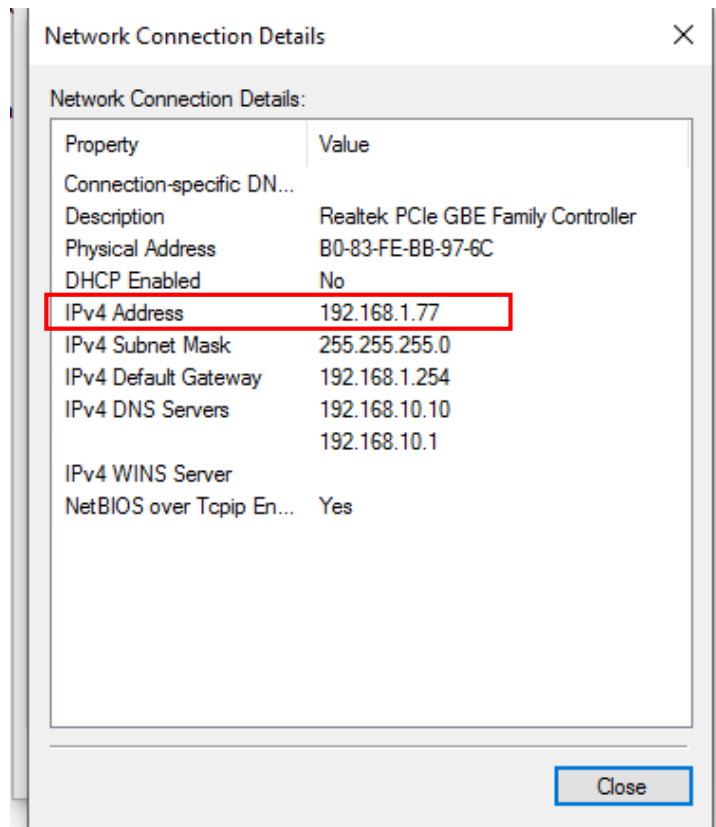 Network Connection Details
Network Connection Details:
Property Value
Connection-specific DN...
Description Realtek PCIe GBE Family Controller
Physical Address B0-83-FE-BB-97-6C
DHCP Enabled No
IPv4 Address 192.168.1.77
IPv4 Subnet Mask 255.255.255.0
IPv4 Default Gateway 192.168.1.254
IPv4 DNS Servers 192.168.10.10
192.168.10.1
IPv4 WINS Server
NetBIOS over Tcpip En... Yes
Close